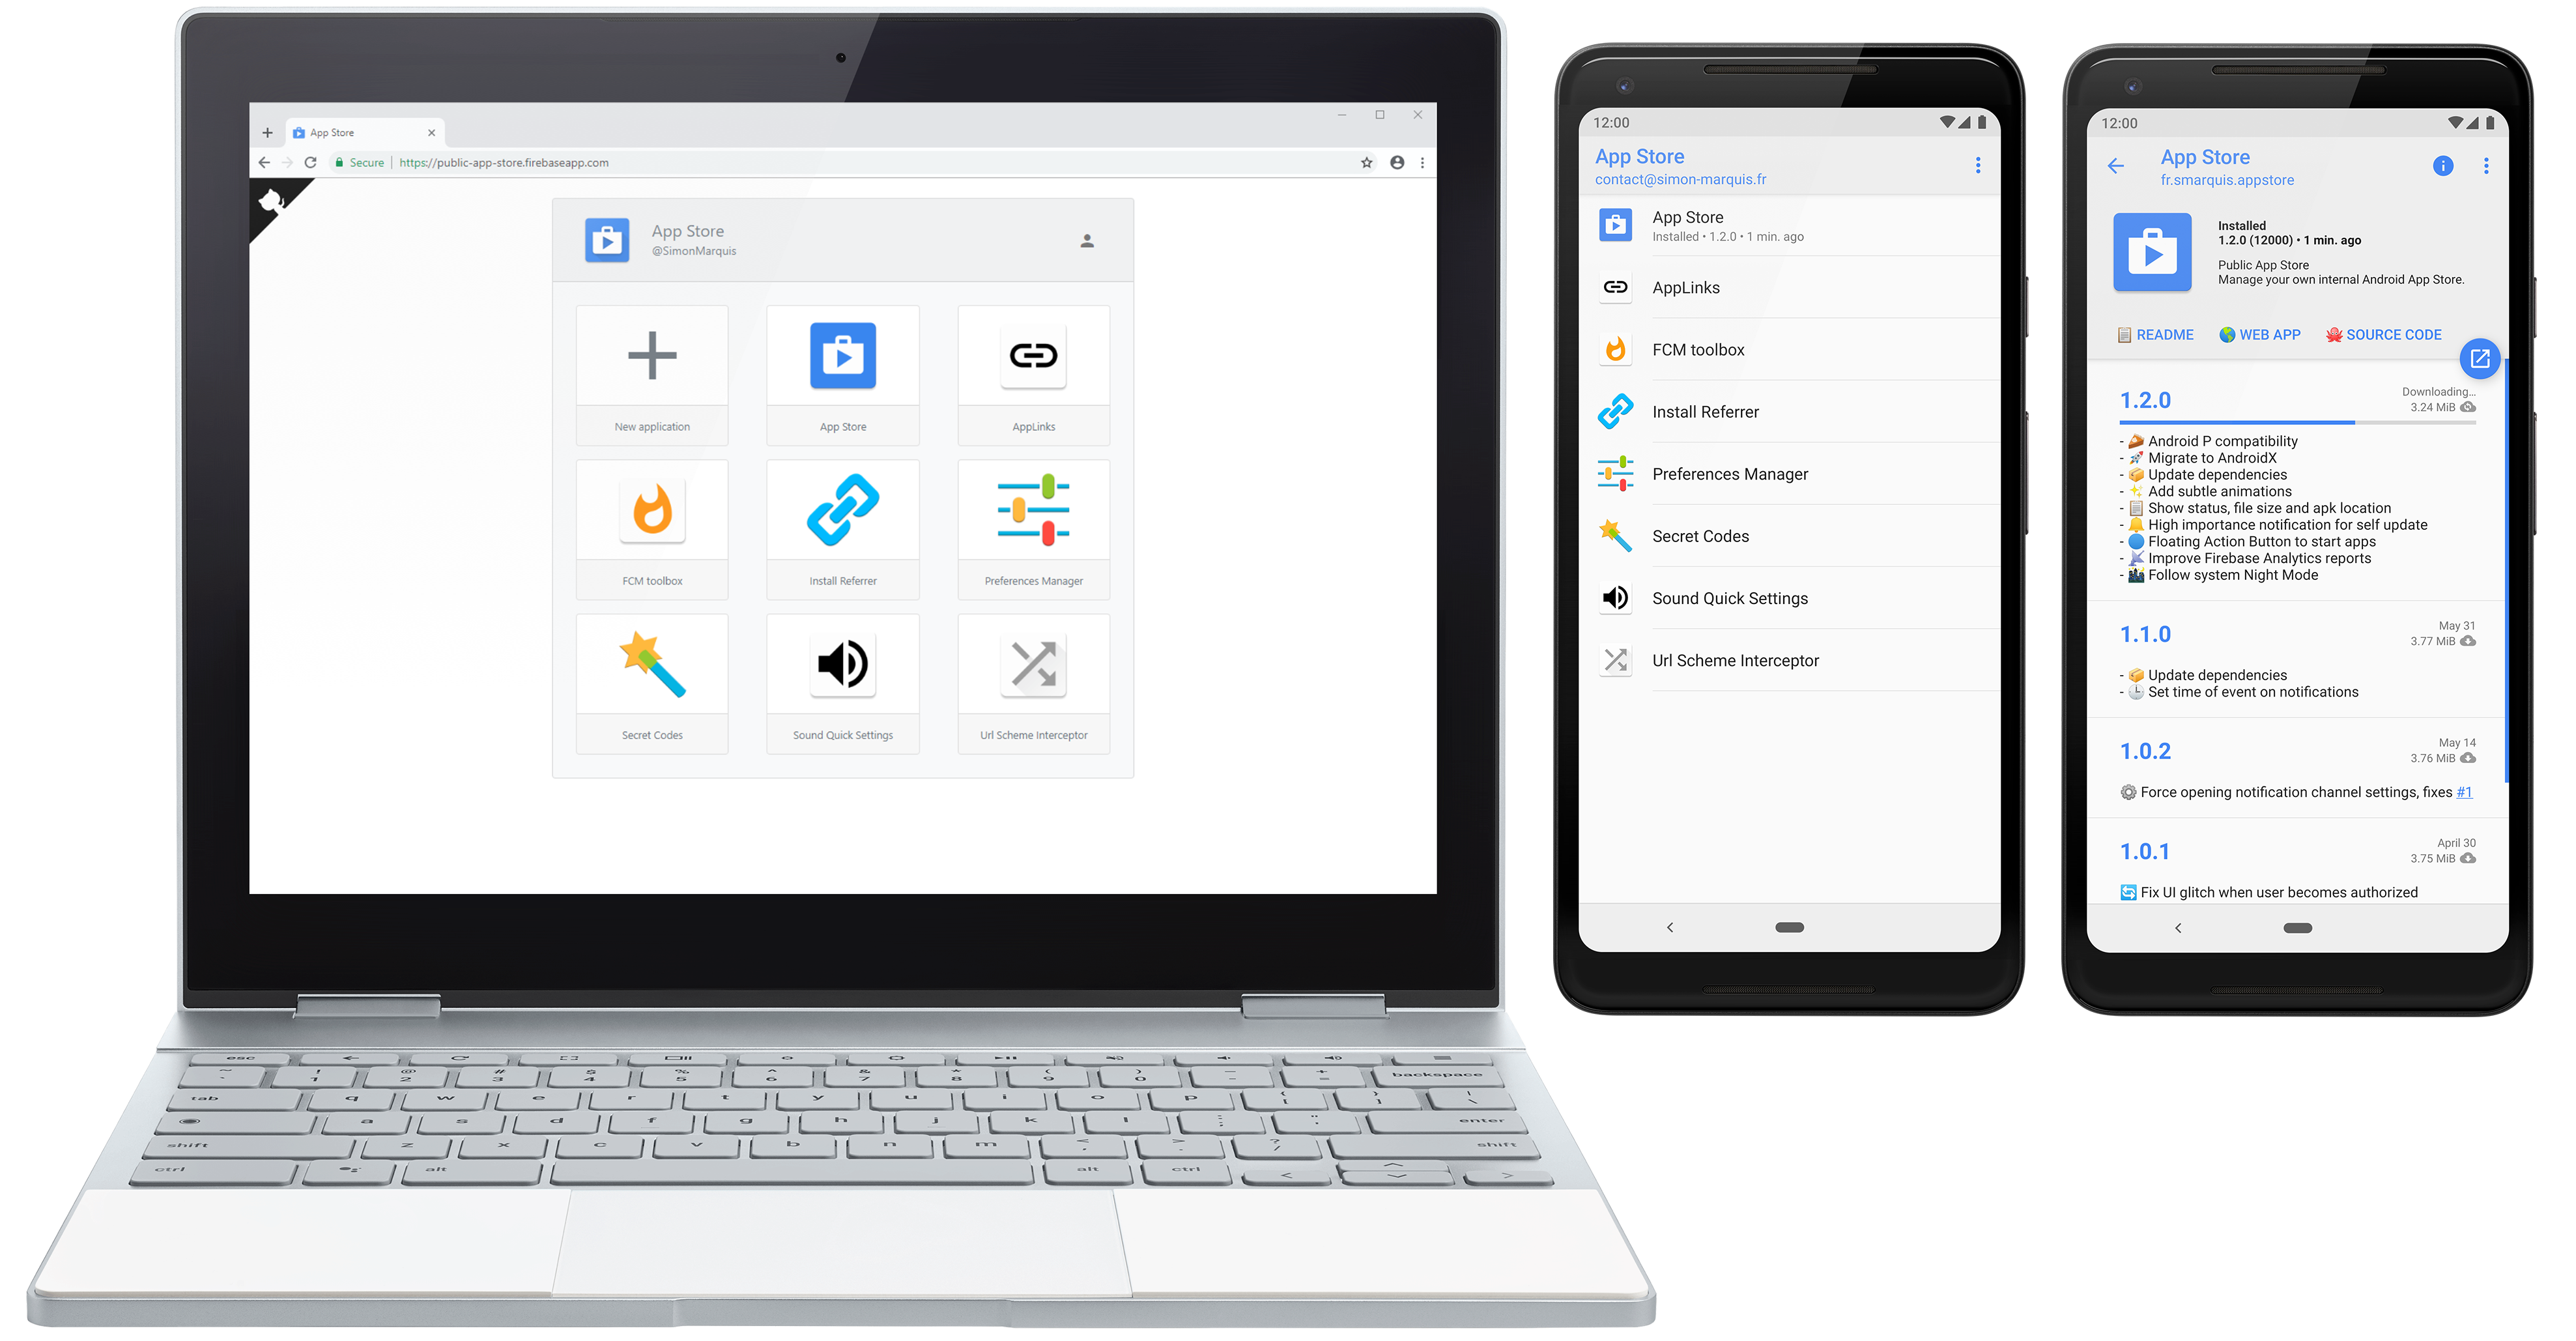 App Store
Secure | https://public-app-store.firebaseapp.com
App Store
@SimonMarquis
New application
App Store
AppLinks
FCM toolbox
Install Referrer
Preferences Manager
Secret Codes
Sound Quick Settings
Url Scheme Interceptor
esc
~ ! @ # $ % ^ & * ( ) _ +
` 1 2 3 4 5 6 7 8 9 0 - = backspace
tab q w e r t y u i o p { [ } ] | \
a s d f g h j k l : ; " ' enter
shift z x c v b n m < , > . ? / shift
ctrl alt alt ctrl
12:00
App Store
contact@simon-marquis.fr
App Store
Installed • 1.2.0 • 1 min. ago
AppLinks
FCM toolbox
Install Referrer
Preferences Manager
Secret Codes
Sound Quick Settings
Url Scheme Interceptor
12:00
App Store
fr.smarquis.appstore
Installed
1.2.0 (12000) • 1 min. ago
Public App Store
Manage your own internal Android App Store.
README WEB APP SOURCE CODE
1.2.0
Downloading...
3.24 MiB
- Android P compatibility
- Migrate to AndroidX
- Update dependencies
- Add subtle animations
- Show status, file size and apk location
- High importance notification for self update
- Floating Action Button to start apps
- Improve Firebase Analytics reports
- Follow system Night Mode
1.1.0
May 31
3.77 MiB
- Update dependencies
- Set time of event on notifications
1.0.2
May 14
3.76 MiB
Force opening notification channel settings, fixes #1
1.0.1
April 30
3.75 MiB
Fix UI glitch when user becomes authorized